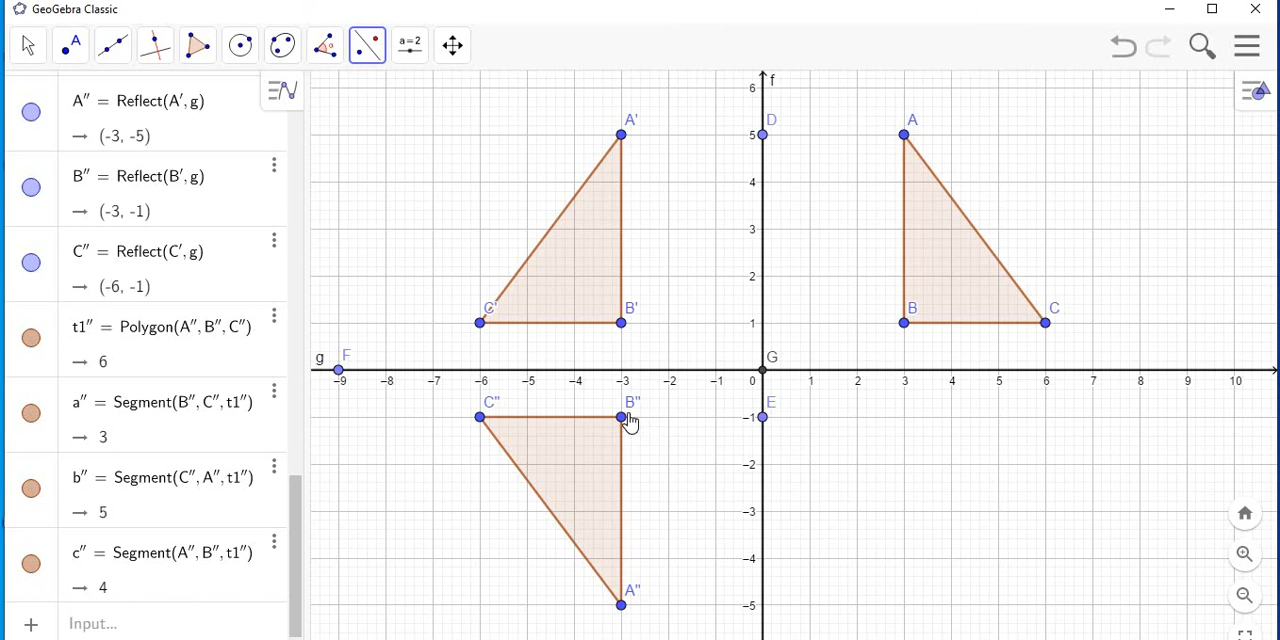 GeoGebra Classic
A
a=2
A″ = Reflect(A′, g)
→ (-3, -5)
B″ = Reflect(B′, g)
→ (-3, -1)
C″ = Reflect(C′, g)
→ (-6, -1)
t1″ = Polygon(A″, B″, C″)
→ 6
a″ = Segment(B″, C″, t1″)
→ 3
b″ = Segment(C″, A″, t1″)
→ 5
c″ = Segment(A″, B″, t1″)
→ 4
+ Input...
f
6
A' D A
5
4
3
2
C' B' B C
1
g F G
−9 −8 −7 −6 −5 −4 −3 −2 −1 0 1 2 3 4 5 6 7 8 9 10
C" B" E
−1
−2
−3
−4
A"
−5